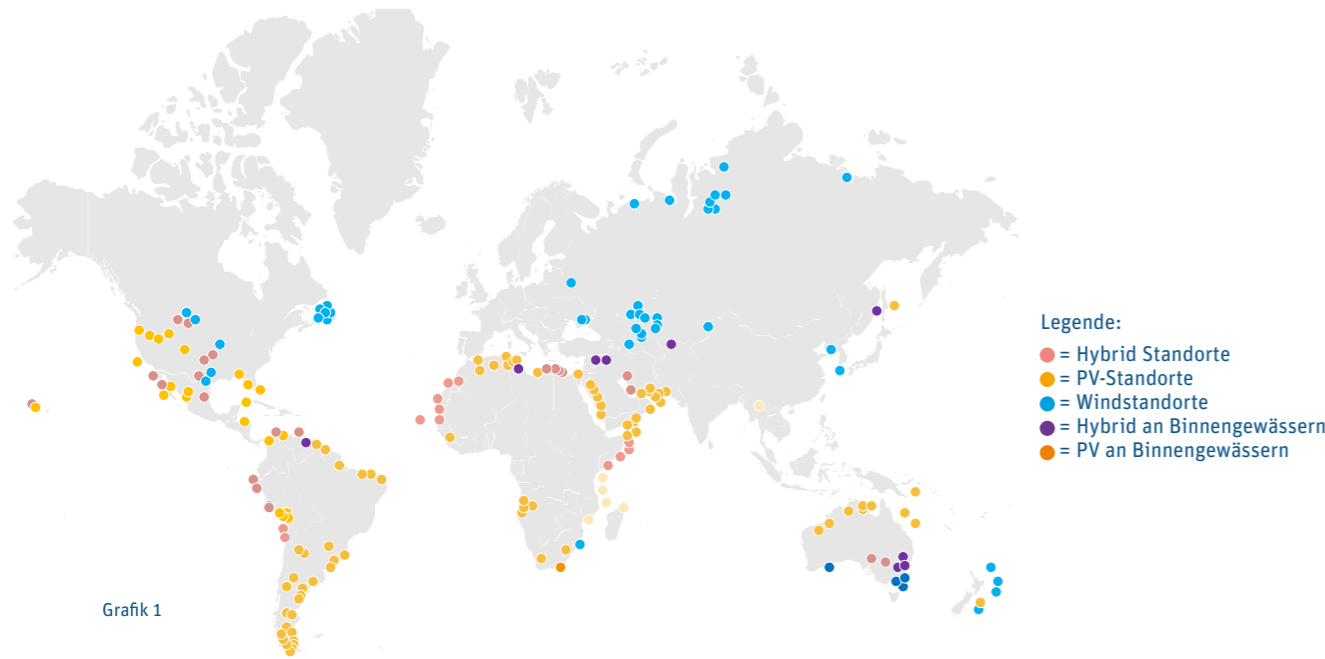 Legende:
= Hybrid Standorte
= PV-Standorte
= Windstandorte
= Hybrid an Binnengewässern
= PV an Binnengewässern
Grafik 1